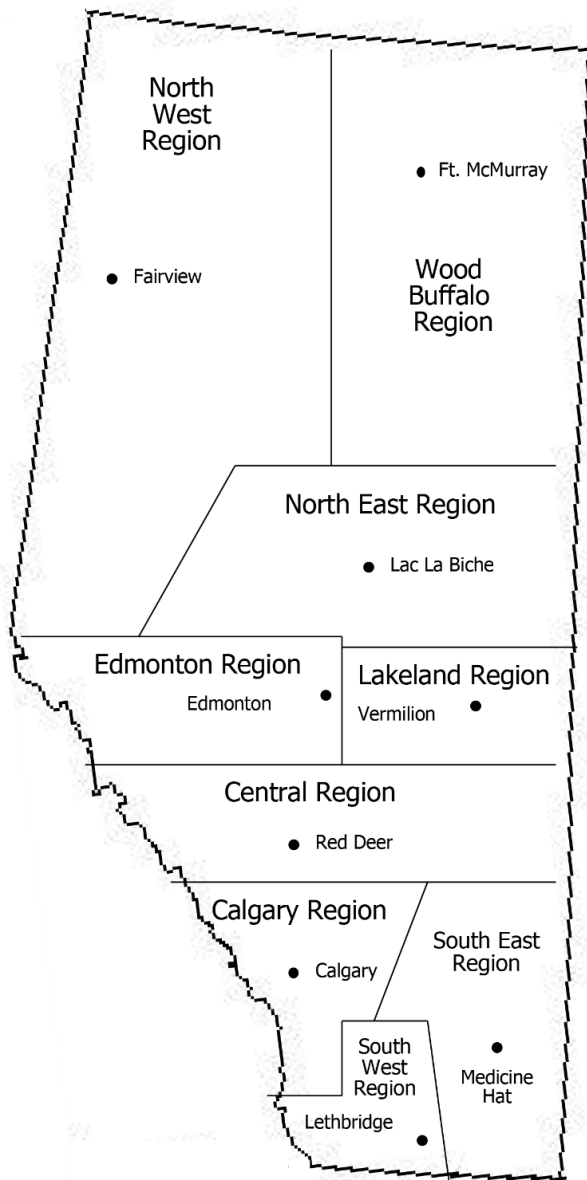 North
West
Region
Ft. McMurray
Fairview
Wood
Buffalo
Region
North East Region
Lac La Biche
Edmonton Region
Edmonton
Lakeland Region
Vermilion
Central Region
Red Deer
Calgary Region
Calgary
South East
Region
South
West
Region
Medicine
Hat
Lethbridge